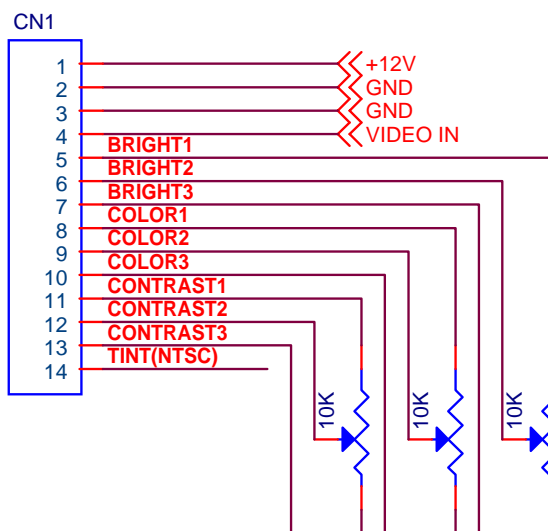 CN1
1 +12V
2 GND
3 GND
4 VIDEO IN
BRIGHT1
5
BRIGHT2
6
BRIGHT3
7
COLOR1
8
COLOR2
9
COLOR3
10
CONTRAST1
11
CONTRAST2
12
CONTRAST3
13
TINT(NTSC)
14
10K 10K 10K